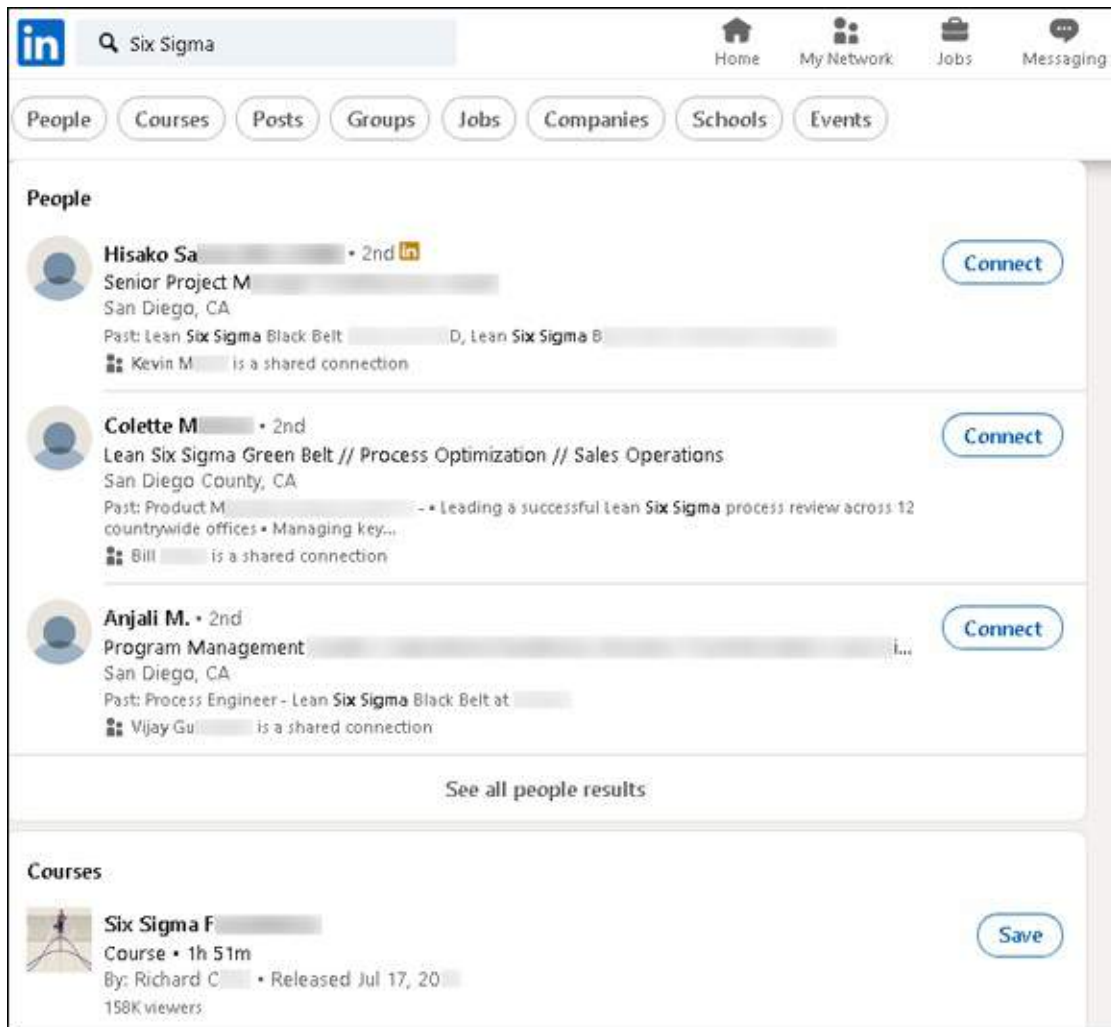 in
Six Sigma
Home My Network Jobs Messaging
People Courses Posts Groups Jobs Companies Schools Events
People
Hisako Sa • 2nd in
Connect
Senior Project M
San Diego, CA
Past: Lean Six Sigma Black Belt D, Lean Six Sigma B
Kevin M is a shared connection
Colette M • 2nd
Connect
Lean Six Sigma Green Belt // Process Optimization // Sales Operations
San Diego County, CA
Past: Product M - • Leading a successful Lean Six Sigma process review across 12
countrywide offices • Managing key...
Bill is a shared connection
Anjali M. • 2nd
Connect
Program Management i...
San Diego, CA
Past: Process Engineer - Lean Six Sigma Black Belt at
Vijay Gu is a shared connection
See all people results
Courses
Six Sigma F
Save
Course • 1h 51m
By: Richard C • Released Jul 17, 20
158K viewers